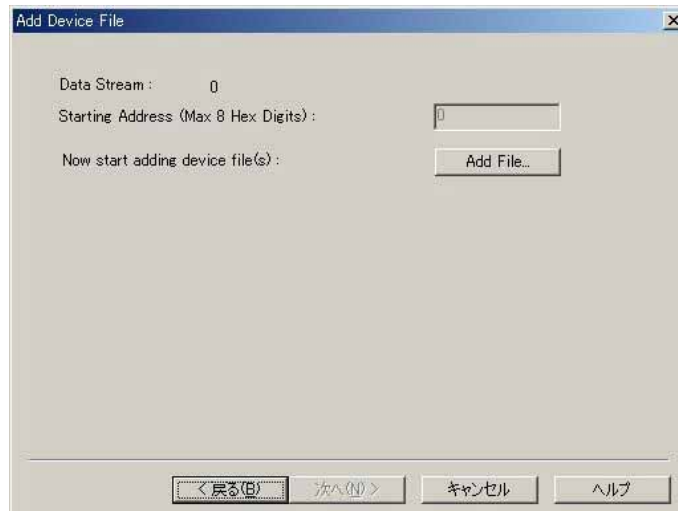 Add Device File
Data Stream : 0
Starting Address (Max 8 Hex Digits) : 0
Now start adding device file(s) : Add File...
< 戻る(B) 次へ(N) > キャンセル ヘルプ